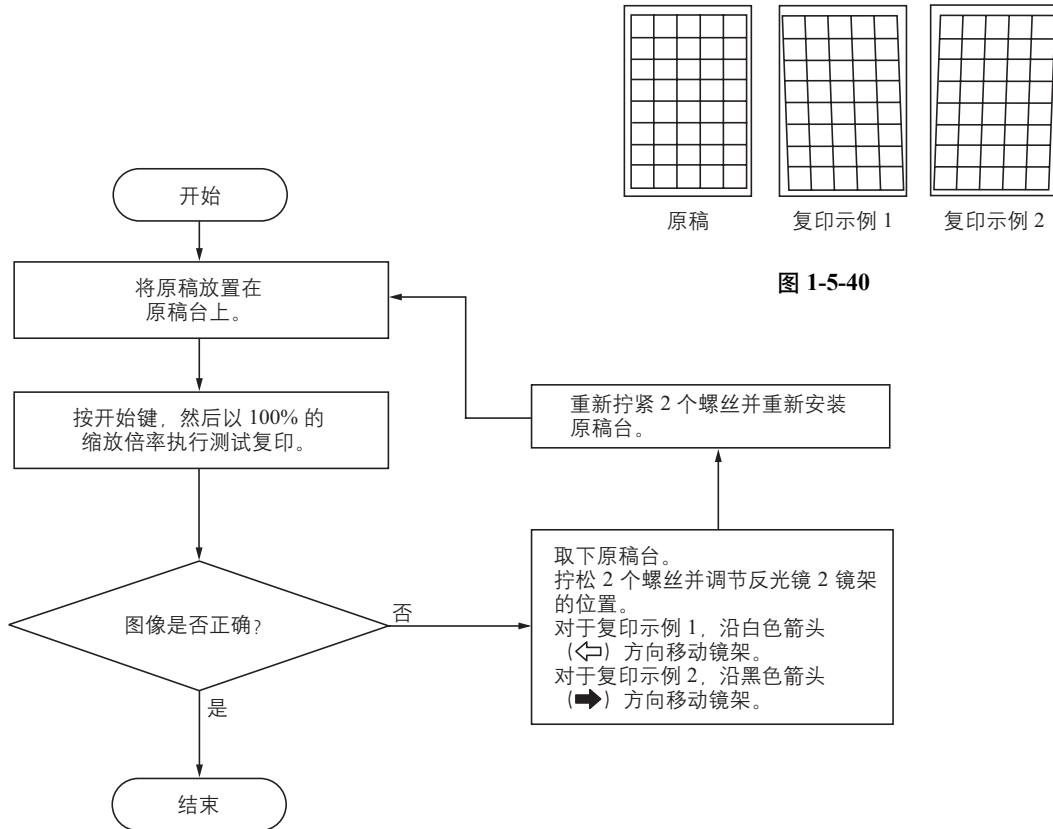 原稿
复印示例 1
复印示例 2
图 1-5-40
开始
将原稿放置在
原稿台上。
按开始键，然后以 100% 的
缩放倍率执行测试复印。
图像是否正确？
否
是
结束
重新拧紧 2 个螺丝并重新安装
原稿台。
取下原稿台。
拧松 2 个螺丝并调节反光镜 2 镜架
的位置。
对于复印示例 1，沿白色箭头
（⇦）方向移动镜架。
对于复印示例 2，沿黑色箭头
（➡）方向移动镜架。